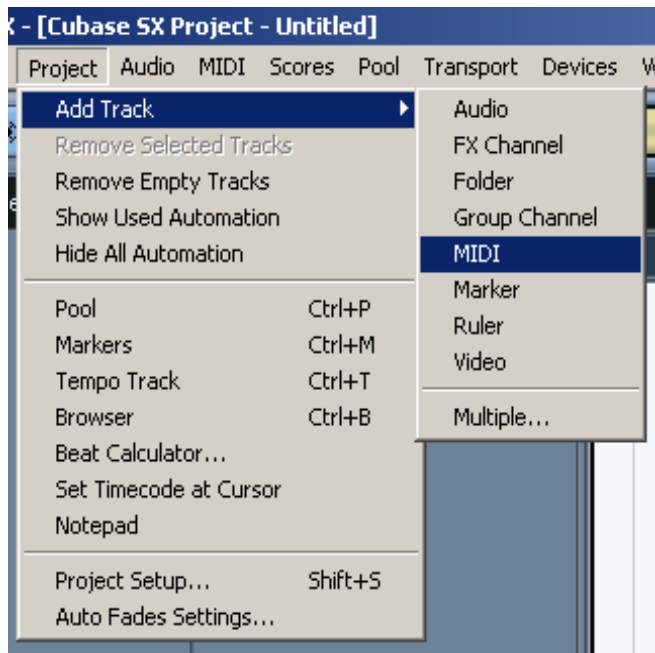 - [Cubase SX Project - Untitled]
Project Audio MIDI Scores Pool Transport Devices
Add Track
Remove Selected Tracks
Remove Empty Tracks
Show Used Automation
Hide All Automation
Pool Ctrl+P
Markers Ctrl+M
Tempo Track Ctrl+T
Browser Ctrl+B
Beat Calculator...
Set Timecode at Cursor
Notepad
Project Setup... Shift+S
Auto Fades Settings...
Audio
FX Channel
Folder
Group Channel
MIDI
Marker
Ruler
Video
Multiple...